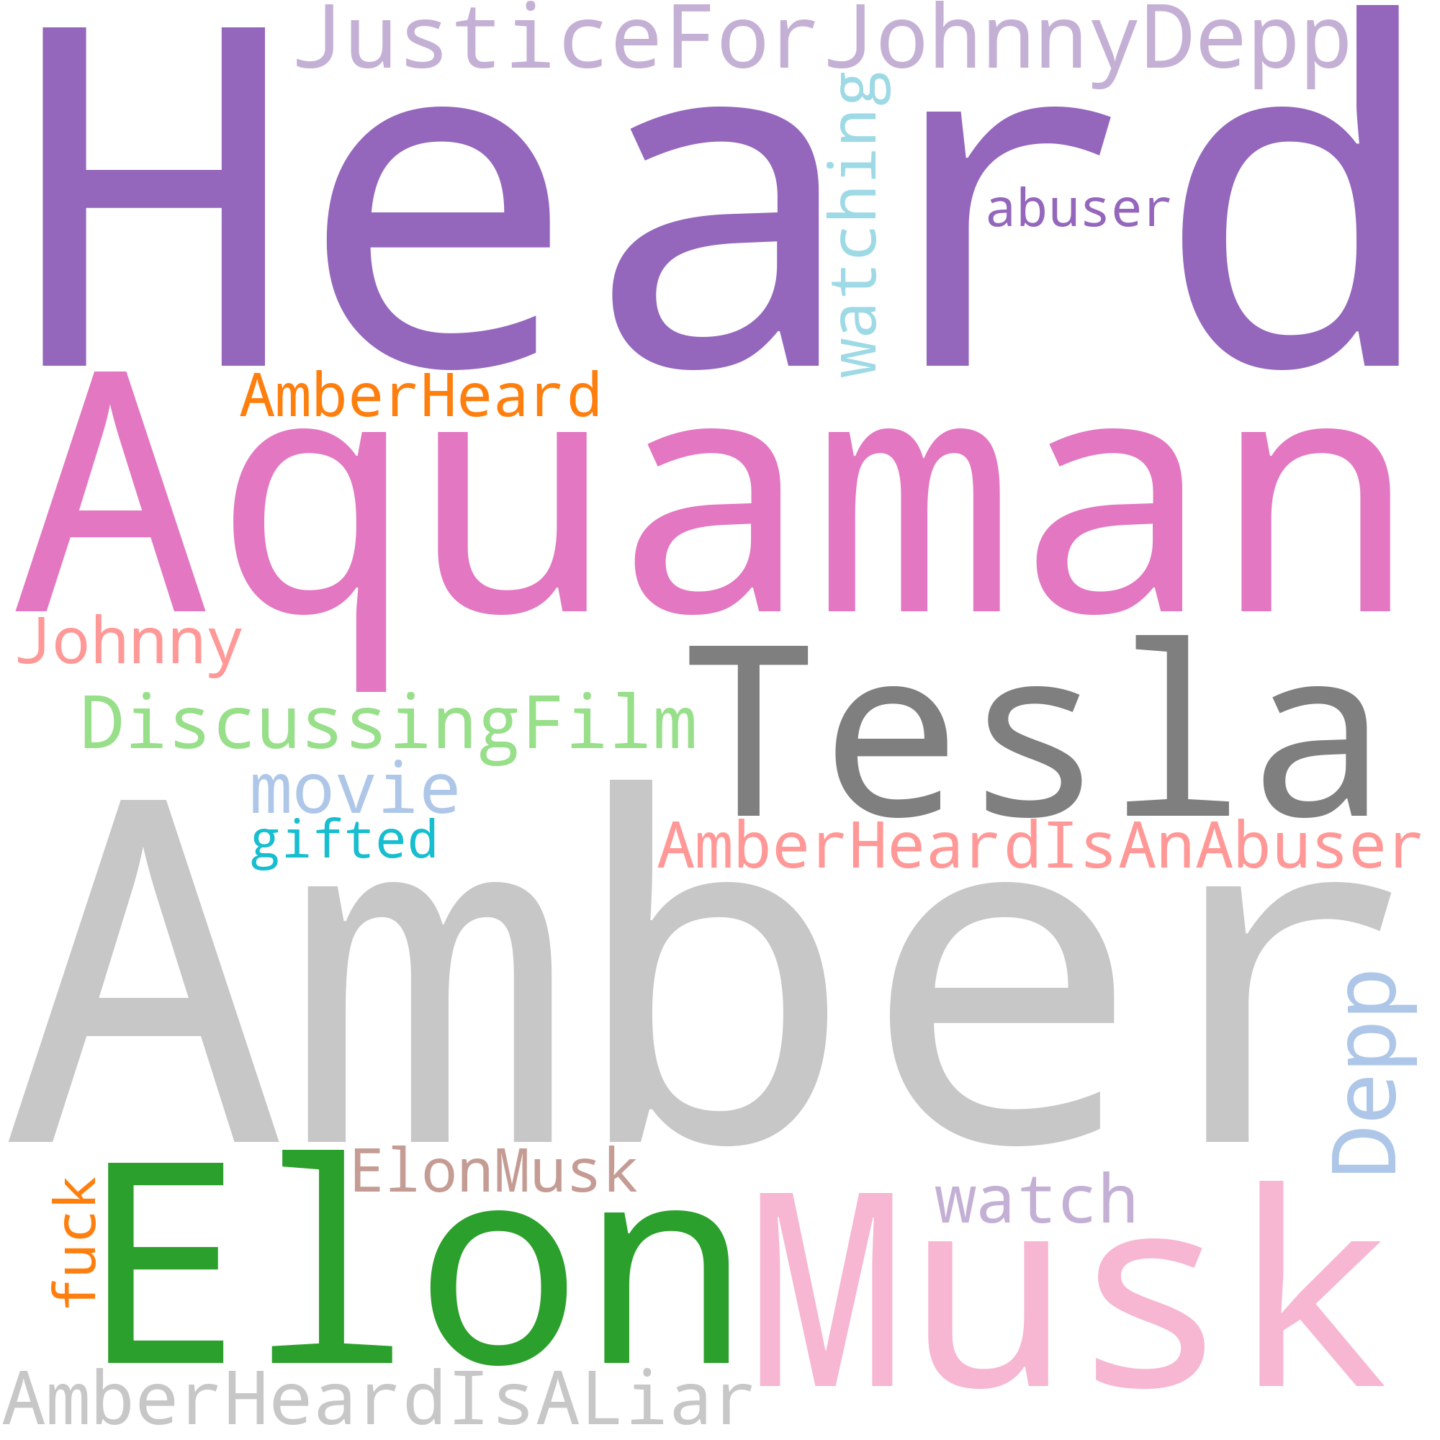 JusticeForJohnnyDepp
Heard
watching
abuser
AmberHeard
Aquaman
Johnny
Tesla
DiscussingFilm
movie
gifted
AmberHeardIsAnAbuser
Amber
Depp
ElonMusk
fuck
Elon
watch
Musk
AmberHeardIsALiar